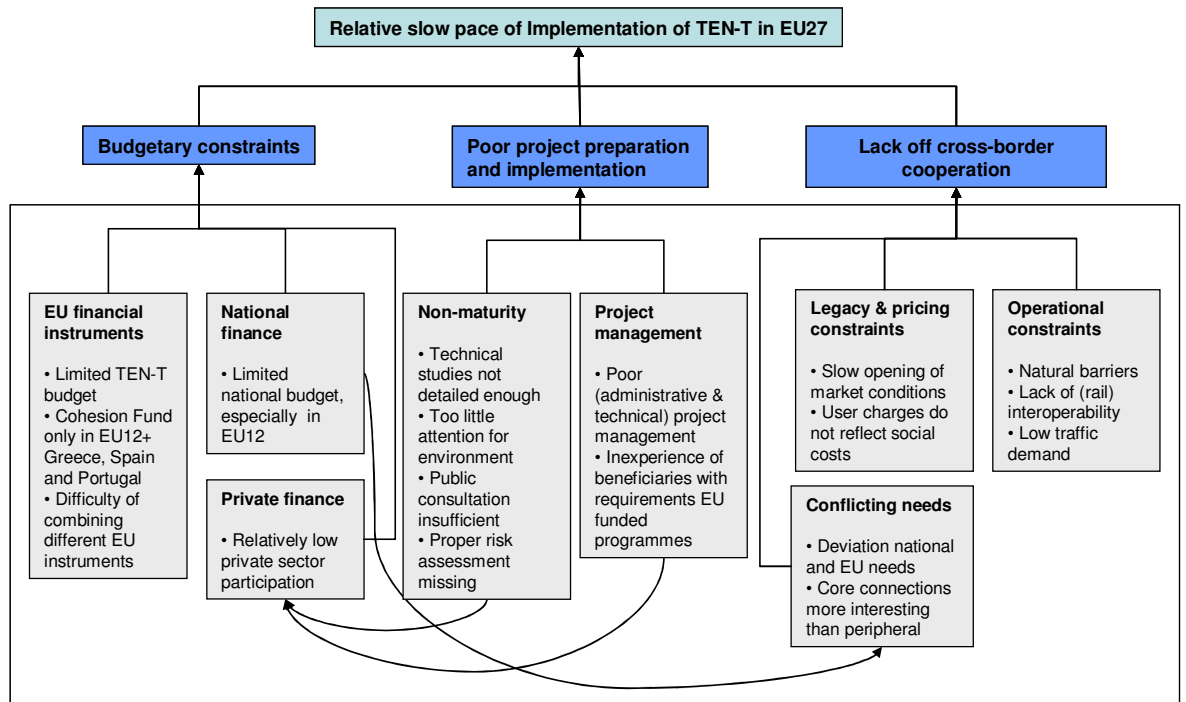 Relative slow pace of Implementation of TEN-T in EU27
Budgetary constraints
Poor project preparation
and implementation
Lack off cross-border
cooperation
EU financial
instruments
• Limited TEN-T
budget
• Cohesion Fund
only in EU12+
Greece, Spain
and Portugal
• Difficulty of
combining
different EU
instruments
National
finance
• Limited
national budget,
especially in
EU12
Private finance
• Relatively low
private sector
participation
Non-maturity
• Technical
studies not
detailed enough
• Too little
attention for
environment
• Public
consultation
insufficient
• Proper risk
assessment
missing
Project
management
• Poor
(administrative &
technical) project
management
• Inexperience of
beneficiaries with
requirements EU
funded
programmes
Legacy & pricing
constraints
• Slow opening of
market conditions
• User charges do
not reflect social
costs
Conflicting needs
• Deviation national
and EU needs
• Core connections
more interesting
than peripheral
Operational
constraints
• Natural barriers
• Lack of (rail)
interoperability
• Low traffic
demand